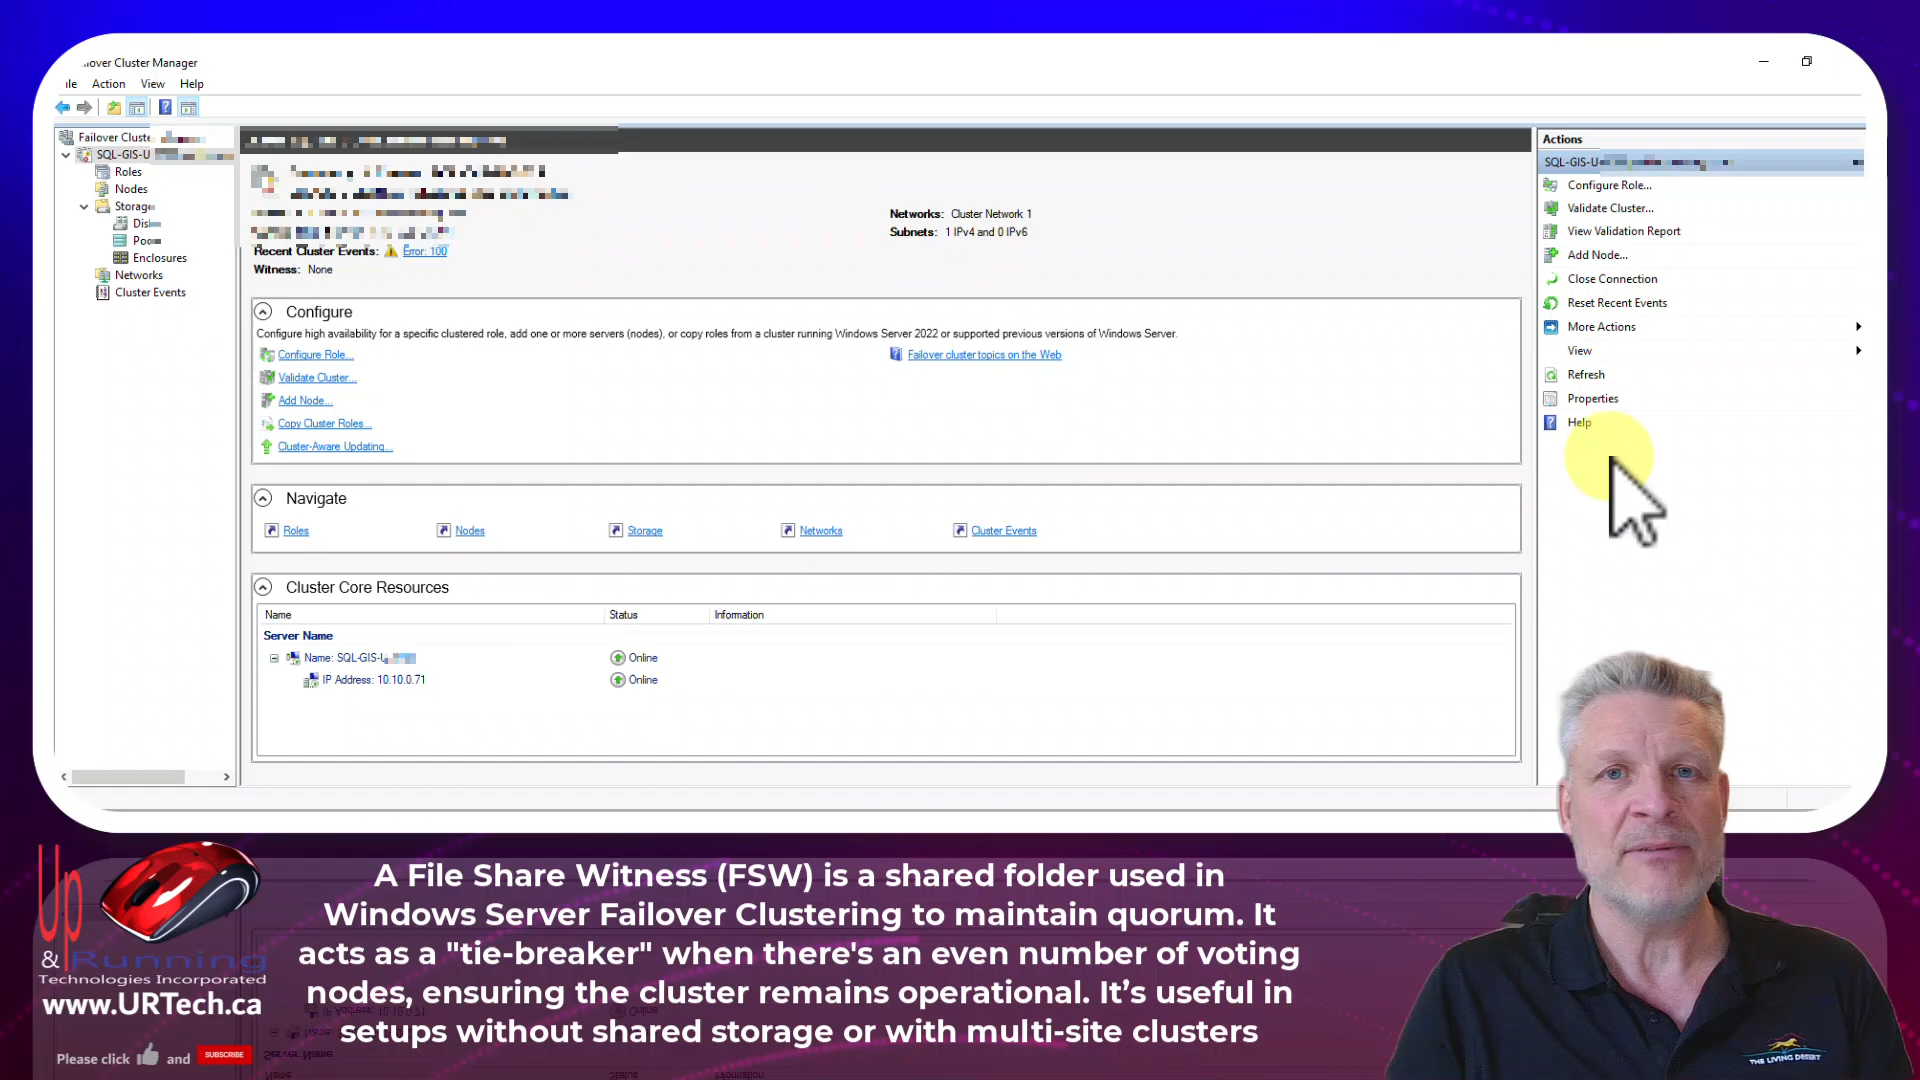 over Cluster Manager
ile Action View Help
Failover Cluste
SQL-GIS-U
Roles
Nodes
Storage
Dis
Poo
Enclosures
Networks
Cluster Events
Networks: Cluster Network 1
Subnets: 1 IPv4 and 0 IPv6
Recent Cluster Events: Error: 100
Witness: None
Configure
Configure high availability for a specific clustered role, add one or more servers (nodes), or copy roles from a cluster running Windows Server 2022 or supported previous versions of Windows Server.
Configure Role...
Failover cluster topics on the Web
Validate Cluster...
Add Node...
Copy Cluster Roles...
Cluster-Aware Updating...
Navigate
Roles Nodes Storage Networks Cluster Events
Cluster Core Resources
Name Status Information
Server Name
Name: SQL-GIS-U Online
IP Address: 10.10.0.71 Online
Actions
SQL-GIS-U
Configure Role...
Validate Cluster...
View Validation Report
Add Node...
Close Connection
Reset Recent Events
More Actions
View
Refresh
Properties
Help
Up
& Running
Technologies Incorporated
www.URTech.ca
Please click and SUBSCRIBE
A File Share Witness (FSW) is a shared folder used in
Windows Server Failover Clustering to maintain quorum. It
acts as a "tie-breaker" when there's an even number of voting
nodes, ensuring the cluster remains operational. It’s useful in
setups without shared storage or with multi-site clusters
THE LIVING DESERT